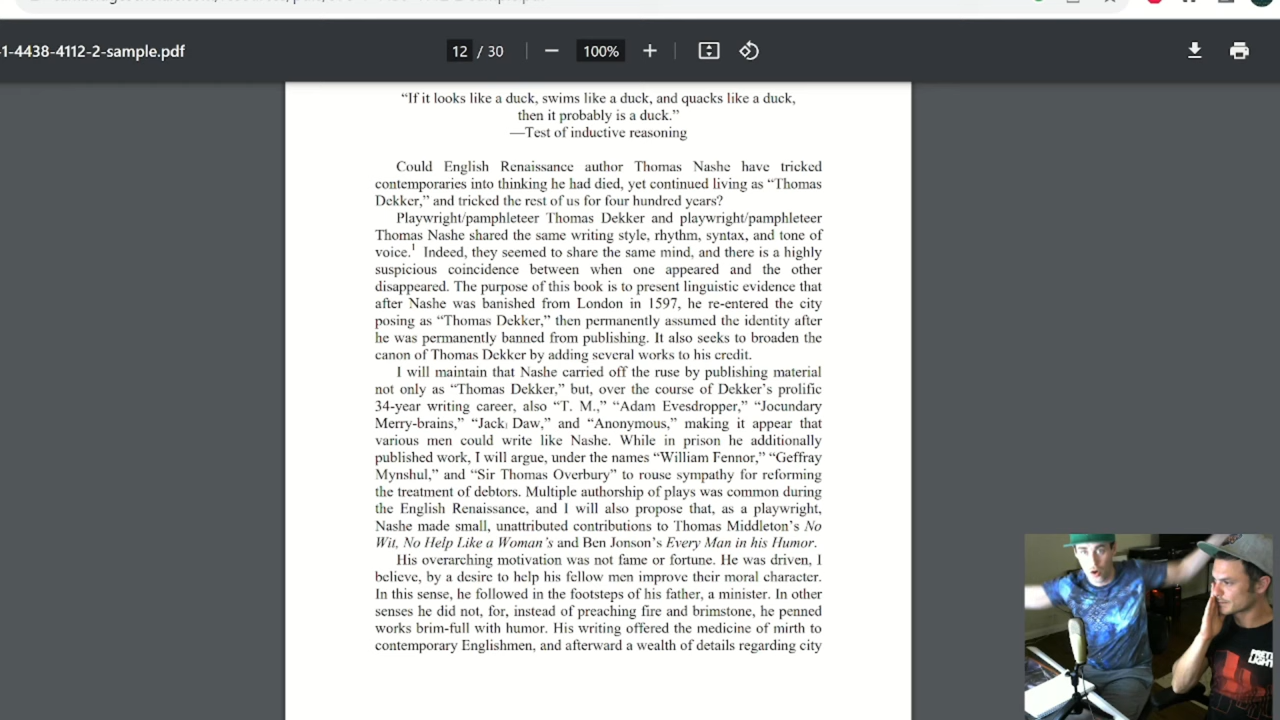 -1-4438-4112-2-sample.pdf
12 / 30
100%
“If it looks like a duck, swims like a duck, and quacks like a duck,
then it probably is a duck.”
—Test of inductive reasoning
Could English Renaissance author Thomas Nashe have tricked
contemporaries into thinking he had died, yet continued living as “Thomas
Dekker,” and tricked the rest of us for four hundred years?
Playwright/pamphleteer Thomas Dekker and playwright/pamphleteer
Thomas Nashe shared the same writing style, rhythm, syntax, and tone of
voice.1 Indeed, they seemed to share the same mind, and there is a highly
suspicious coincidence between when one appeared and the other
disappeared. The purpose of this book is to present linguistic evidence that
after Nashe was banished from London in 1597, he re-entered the city
posing as “Thomas Dekker,” then permanently assumed the identity after
he was permanently banned from publishing. It also seeks to broaden the
canon of Thomas Dekker by adding several works to his credit.
I will maintain that Nashe carried off the ruse by publishing material
not only as “Thomas Dekker,” but, over the course of Dekker’s prolific
34-year writing career, also “T. M.,” “Adam Evesdropper,” “Jocundary
Merry-brains,” “Jack Daw,” and “Anonymous,” making it appear that
various men could write like Nashe. While in prison he additionally
published work, I will argue, under the names “William Fennor,” “Geffray
Mynshul,” and “Sir Thomas Overbury” to rouse sympathy for reforming
the treatment of debtors. Multiple authorship of plays was common during
the English Renaissance, and I will also propose that, as a playwright,
Nashe made small, unattributed contributions to Thomas Middleton’s No
Wit, No Help Like a Woman’s and Ben Jonson’s Every Man in his Humor.
His overarching motivation was not fame or fortune. He was driven, I
believe, by a desire to help his fellow men improve their moral character.
In this sense, he followed in the footsteps of his father, a minister. In other
senses he did not, for, instead of preaching fire and brimstone, he penned
works brim-full with humor. His writing offered the medicine of mirth to
contemporary Englishmen, and afterward a wealth of details regarding city